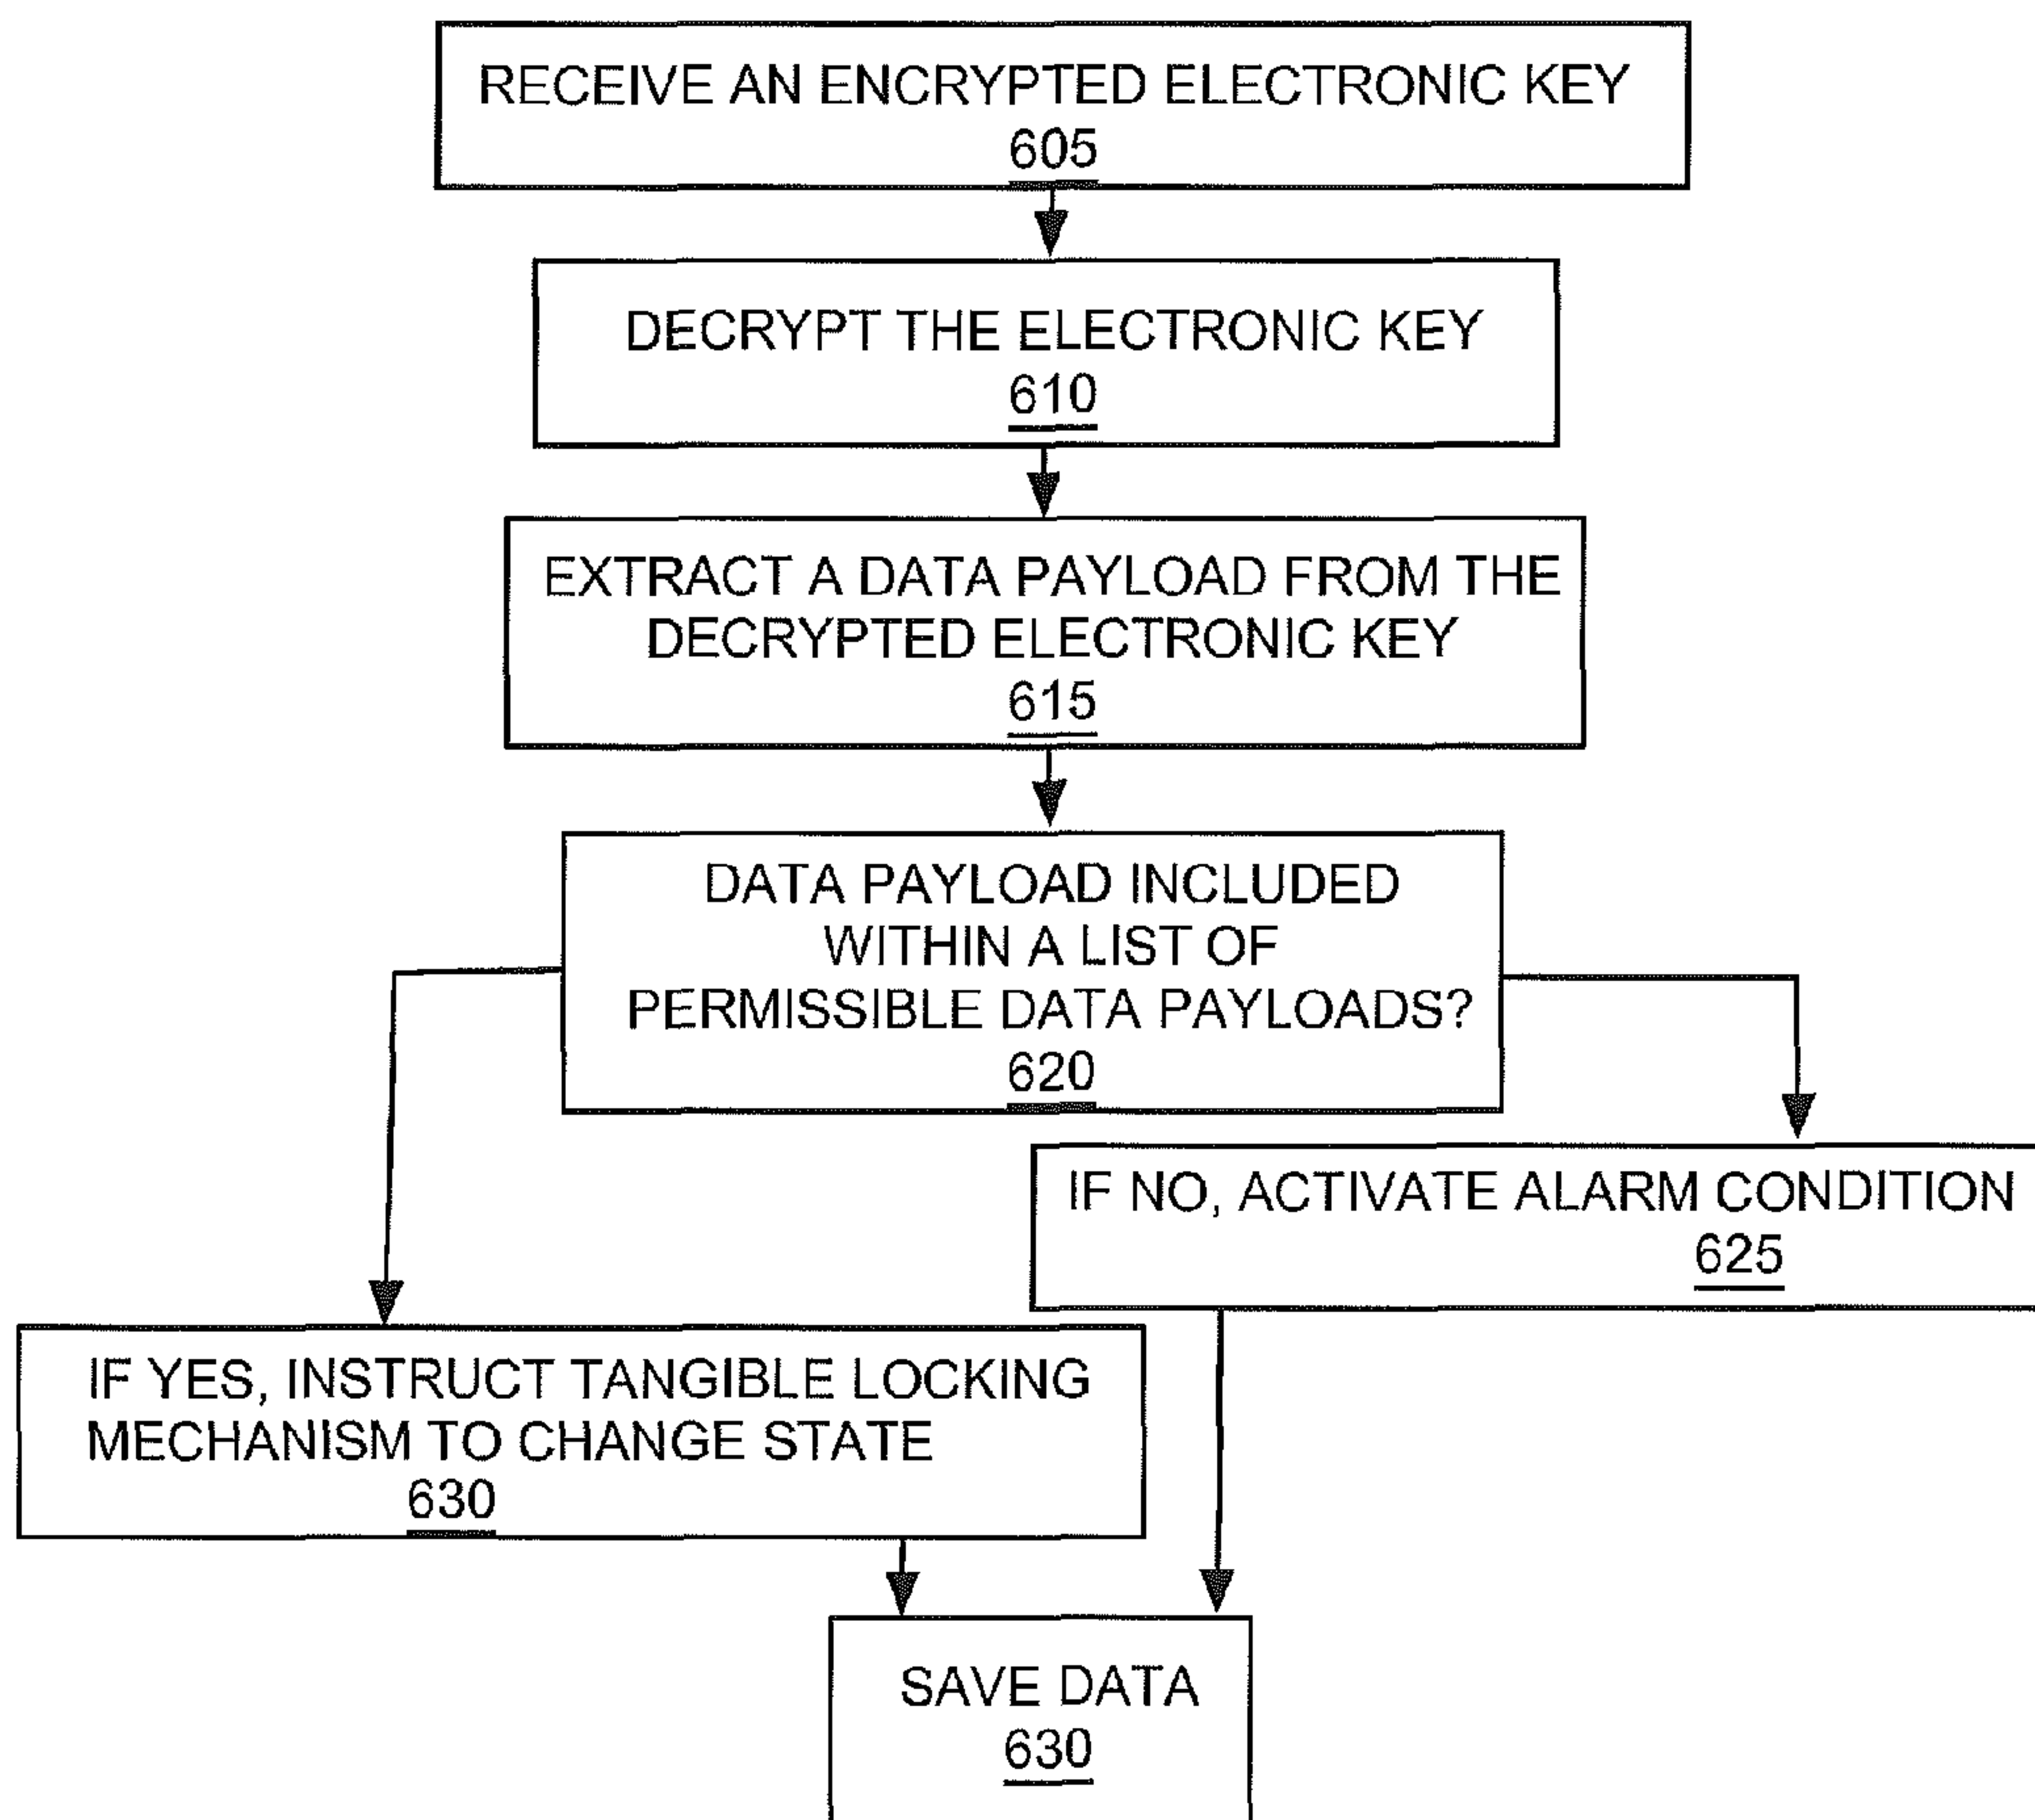 RECEIVE AN ENCRYPTED ELECTRONIC KEY
605
DECRYPT THE ELECTRONIC KEY
610
EXTRACT A DATA PAYLOAD FROM THE
DECRYPTED ELECTRONIC KEY
615
DATA PAYLOAD INCLUDED
WITHIN A LIST OF
PERMISSIBLE DATA PAYLOADS?
620
IF NO, ACTIVATE ALARM CONDITION
625
IF YES, INSTRUCT TANGIBLE LOCKING
MECHANISM TO CHANGE STATE
630
SAVE DATA
630